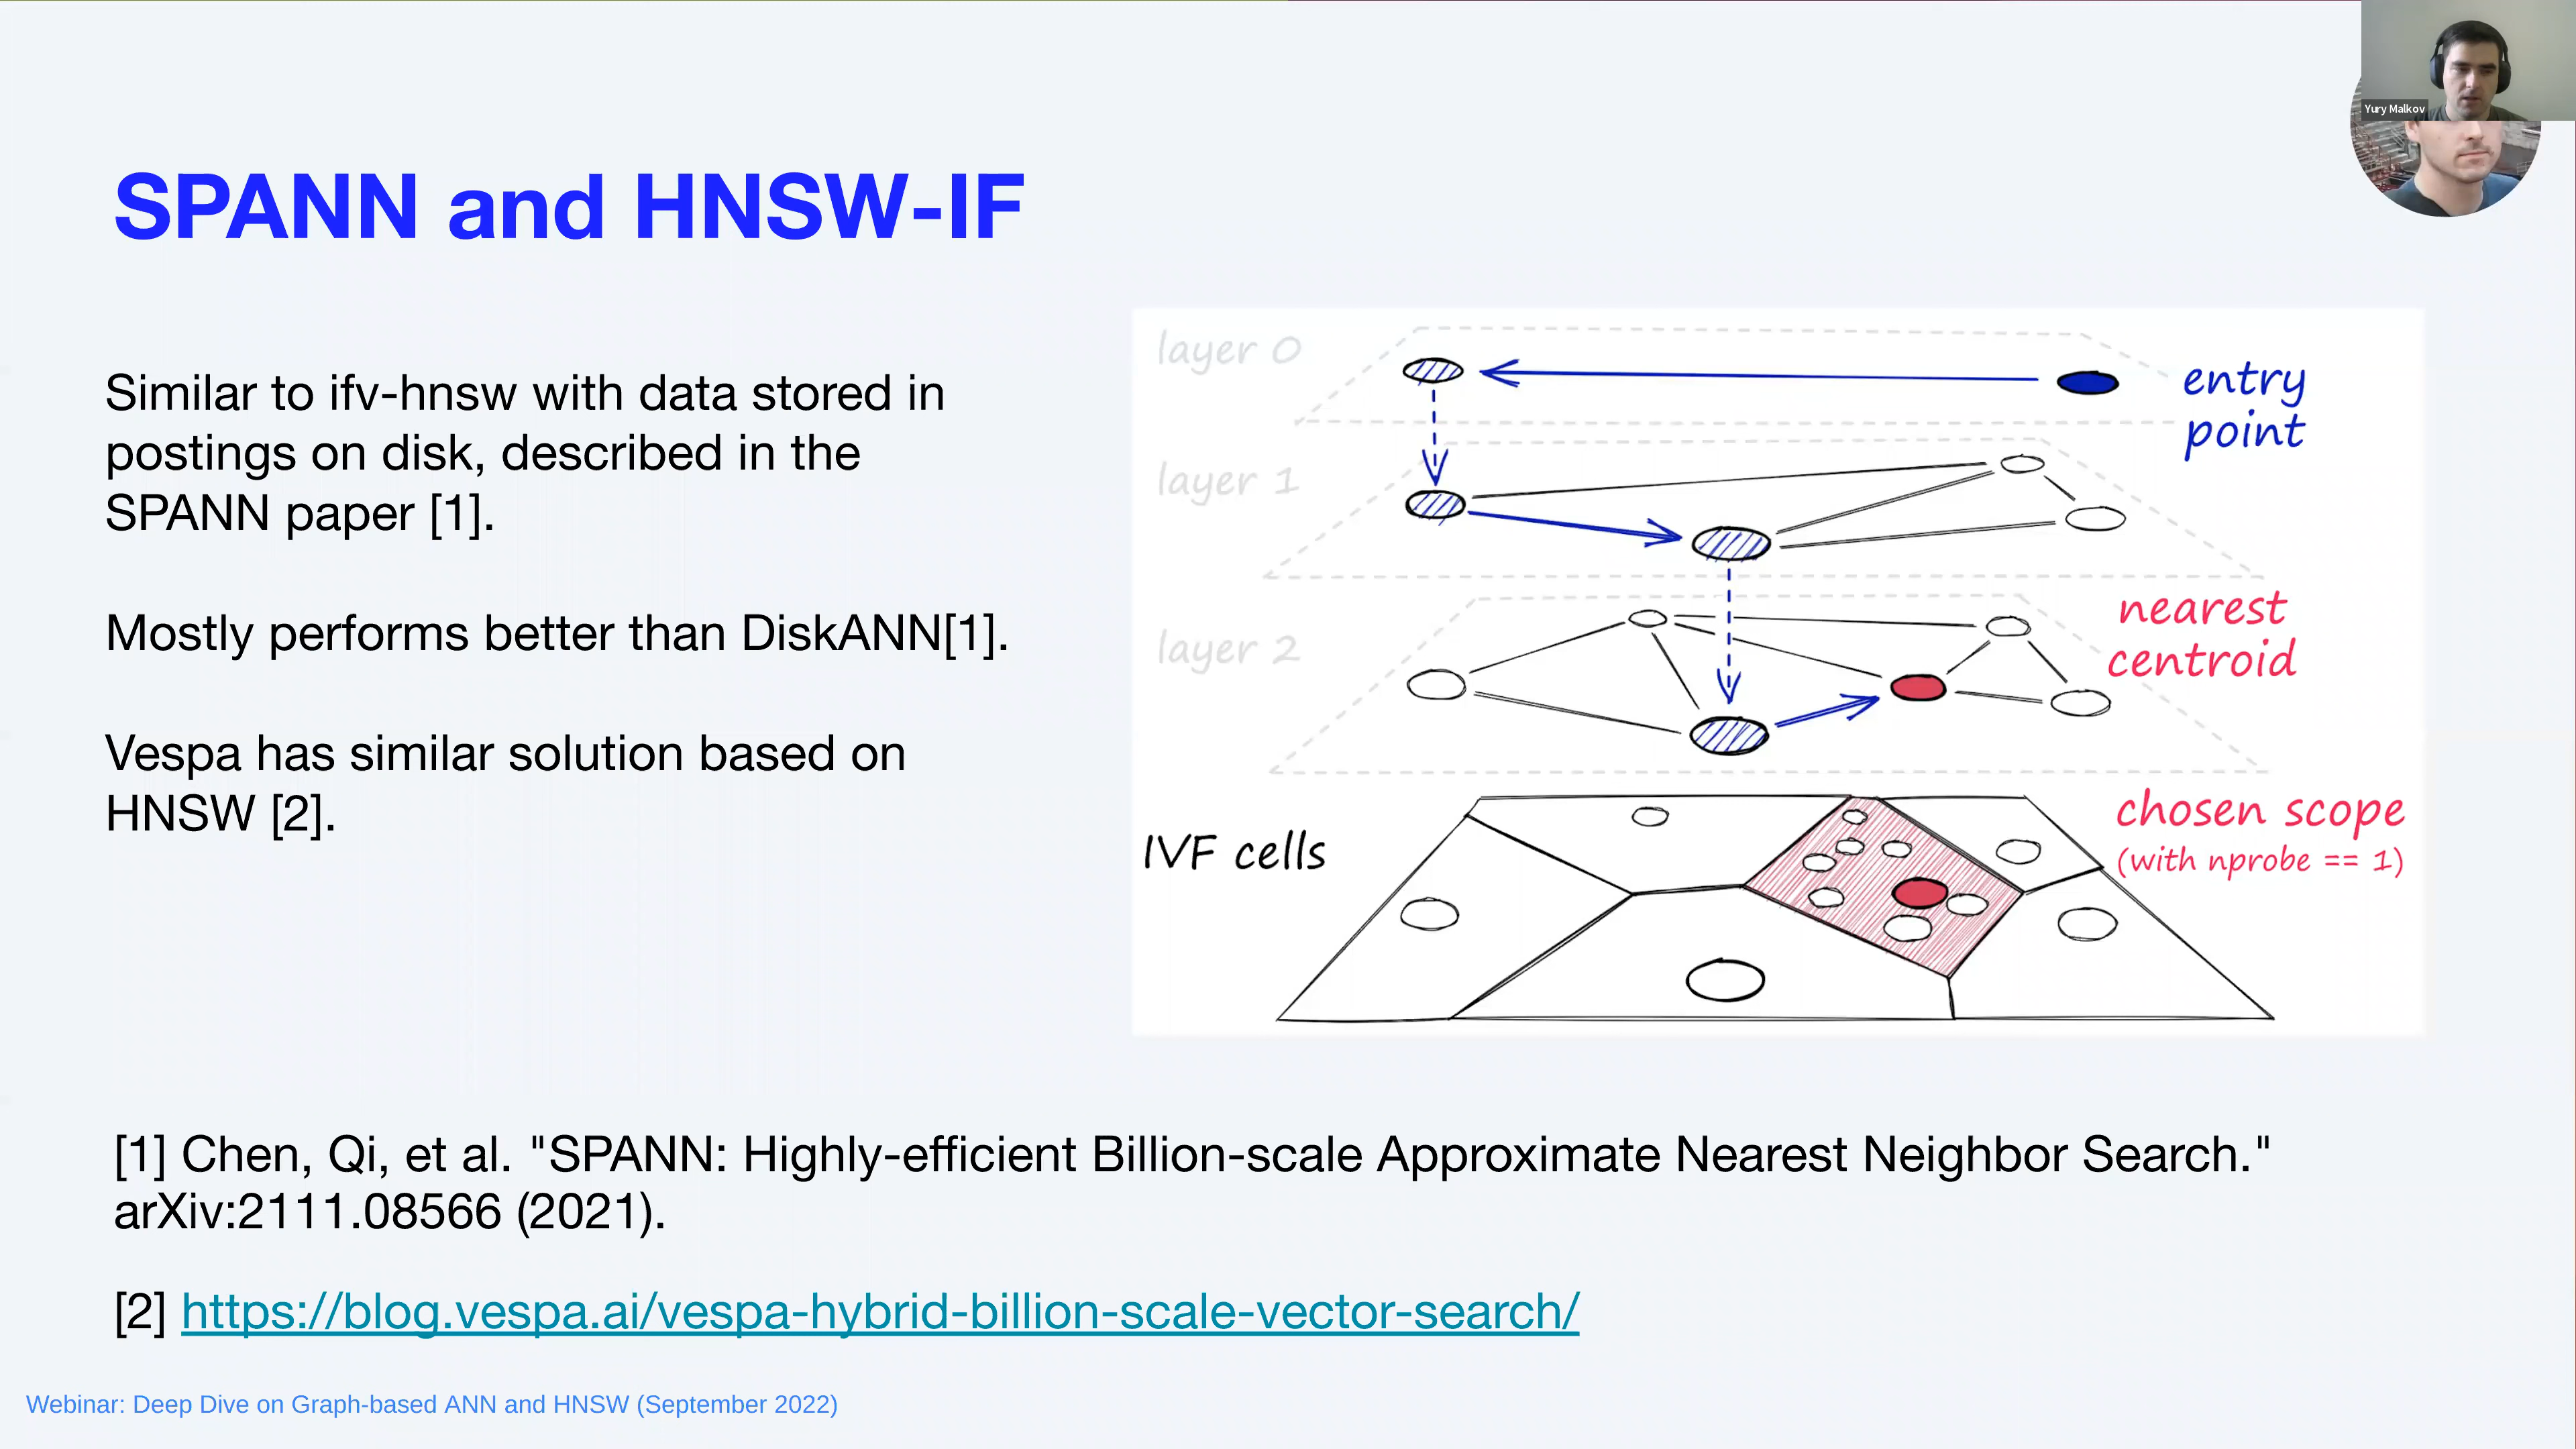 Yury Malkov
SPANN and HNSW-IF
Similar to ifv-hnsw with data stored in
postings on disk, described in the
SPANN paper [1].
Mostly performs better than DiskANN[1].
Vespa has similar solution based on
HNSW [2].
layer 0
entry
point
layer 1
nearest
centroid
layer 2
chosen scope
(with nprobe == 1)
IVF cells
[1] Chen, Qi, et al. "SPANN: Highly-efficient Billion-scale Approximate Nearest Neighbor Search."
arXiv:2111.08566 (2021).
[2] https://blog.vespa.ai/vespa-hybrid-billion-scale-vector-search/
Webinar: Deep Dive on Graph-based ANN and HNSW (September 2022)